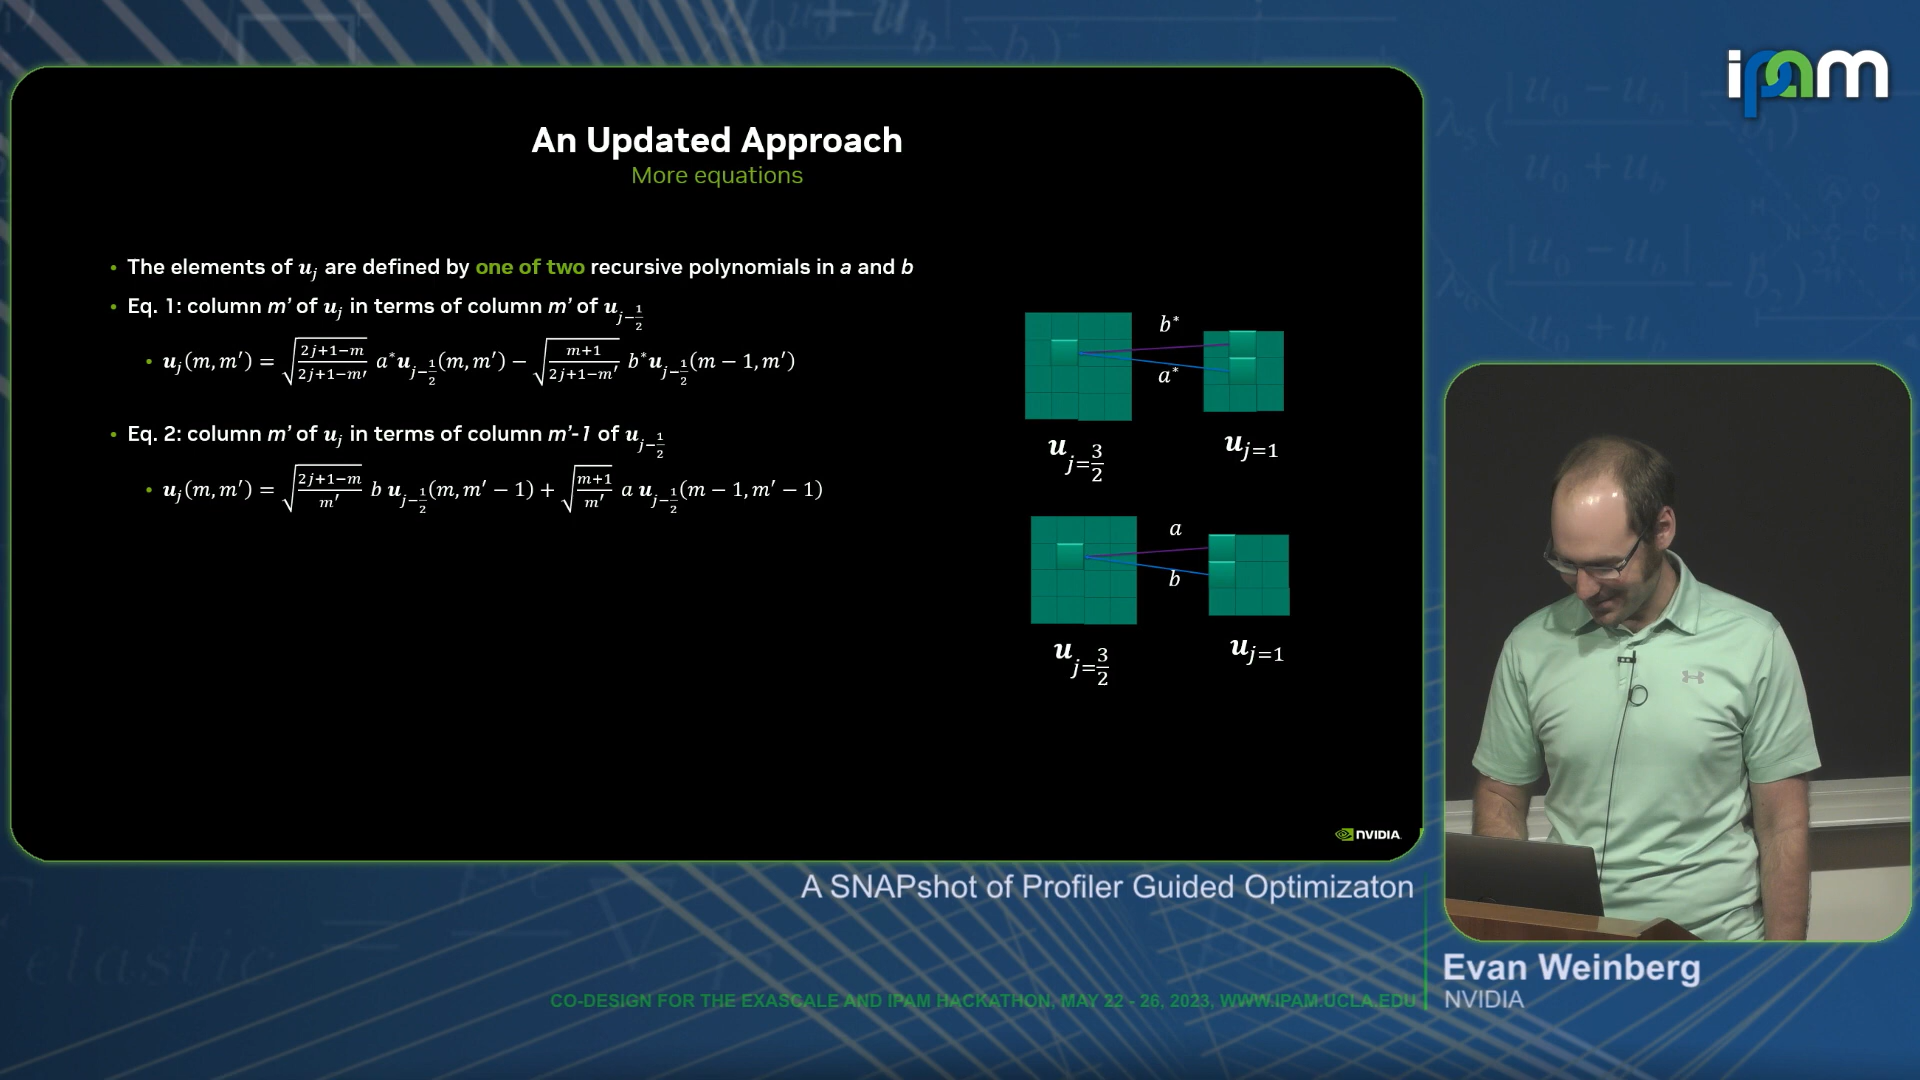 ipam
An Updated Approach
More equations
• The elements of u_j are defined by one of two recursive polynomials in a and b
• Eq. 1: column m’ of u_j in terms of column m’ of u_{j-1/2}
• u_j(m, m′) = √((2j+1−m)/(2j+1−m′)) a* u_{j-1/2}(m, m′) − √((m+1)/(2j+1−m′)) b* u_{j-1/2}(m − 1, m′)
• Eq. 2: column m’ of u_j in terms of column m’-1 of u_{j-1/2}
• u_j(m, m′) = √((2j+1−m)/m′) b u_{j-1/2}(m, m′ − 1) + √((m+1)/m′) a u_{j-1/2}(m − 1, m′ − 1)
b*
a*
u_{j=3/2}
u_{j=1}
a
b
u_{j=3/2}
u_{j=1}
NVIDIA
A SNAPshot of Profiler Guided Optimizaton
Evan Weinberg
NVIDIA
CO-DESIGN FOR THE EXASCALE AND IPAM HACKATHON, MAY 22 - 26, 2023, WWW.IPAM.UCLA.EDU